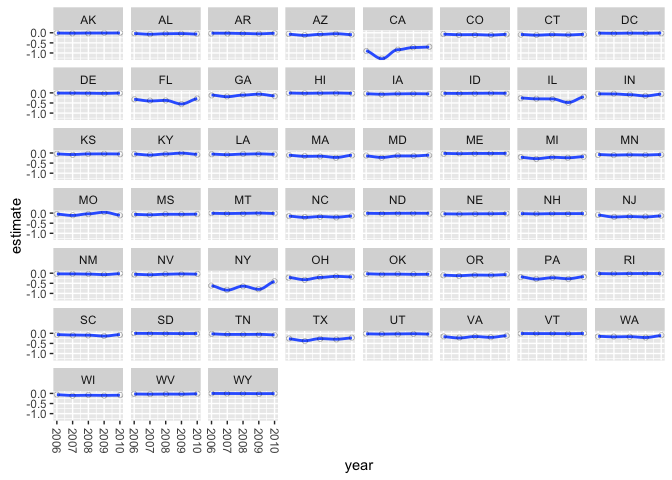 AK AL AR AZ CA CO CT DC
0.0
-0.5
-1.0
DE FL GA HI IA ID IL IN
0.0
-0.5
-1.0
KS KY LA MA MD ME MI MN
0.0
-0.5
-1.0
MO MS MT NC ND NE NH NJ
0.0
-0.5
-1.0
estimate
NM NV NY OH OK OR PA RI
0.0
-0.5
-1.0
SC SD TN TX UT VA VT WA
0.0
-0.5
-1.0
WI WV WY
0.0
-0.5
-1.0
2006 2007 2008 2009 2010 2006 2007 2008 2009 2010 2006 2007 2008 2009 2010
year